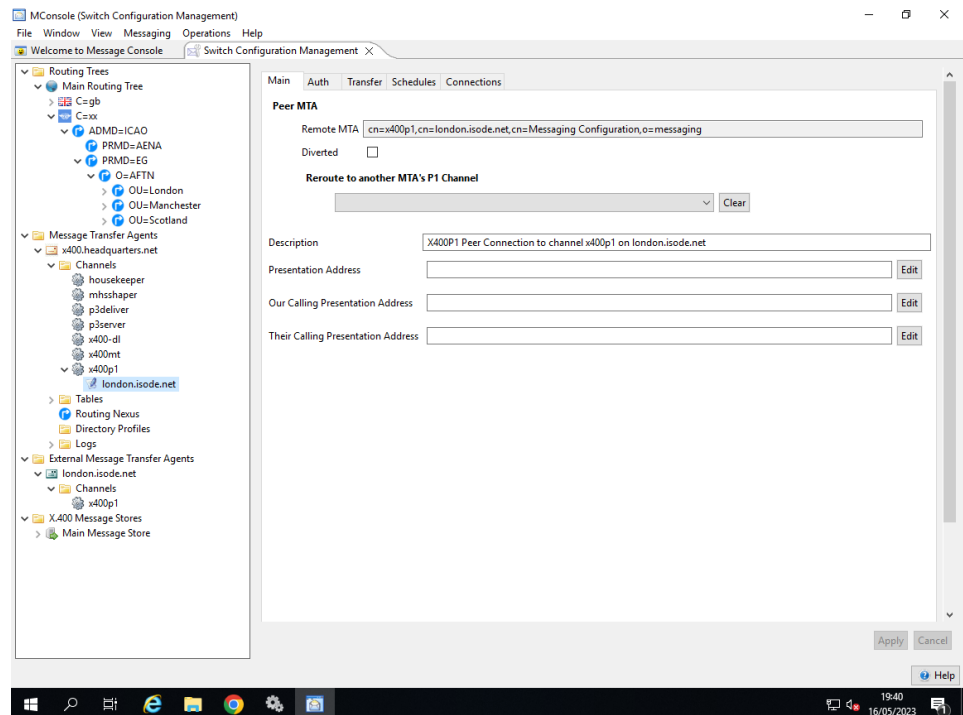 MConsole (Switch Configuration Management)
File Window View Messaging Operations Help
Welcome to Message Console
Switch Configuration Management
Routing Trees
Main Routing Tree
C=gb
C=xx
ADMD=ICAO
PRMD=AENA
PRMD=EG
O=AFTN
OU=London
OU=Manchester
OU=Scotland
Message Transfer Agents
x400.headquarters.net
Channels
housekeeper
mhsshaper
p3deliver
p3server
x400-dl
x400mt
x400p1
london.isode.net
Tables
Routing Nexus
Directory Profiles
Logs
External Message Transfer Agents
london.isode.net
Channels
x400p1
X.400 Message Stores
Main Message Store
Main Auth Transfer Schedules Connections
Peer MTA
Remote MTA cn=x400p1,cn=london.isode.net,cn=Messaging Configuration,o=messaging
Diverted
Reroute to another MTA's P1 Channel
Clear
Description X400P1 Peer Connection to channel x400p1 on london.isode.net
Presentation Address Edit
Our Calling Presentation Address Edit
Their Calling Presentation Address Edit
Apply Cancel
Help
19:40
16/05/2023
1